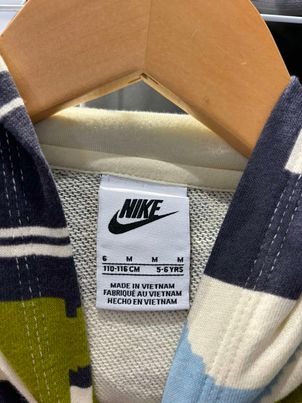 NIKE
6 M M M
110-116 CM 5-6 YRS
MADE IN VIETNAM
FABRIQUÉ AU VIETNAM
HECHO EN VIETNAM